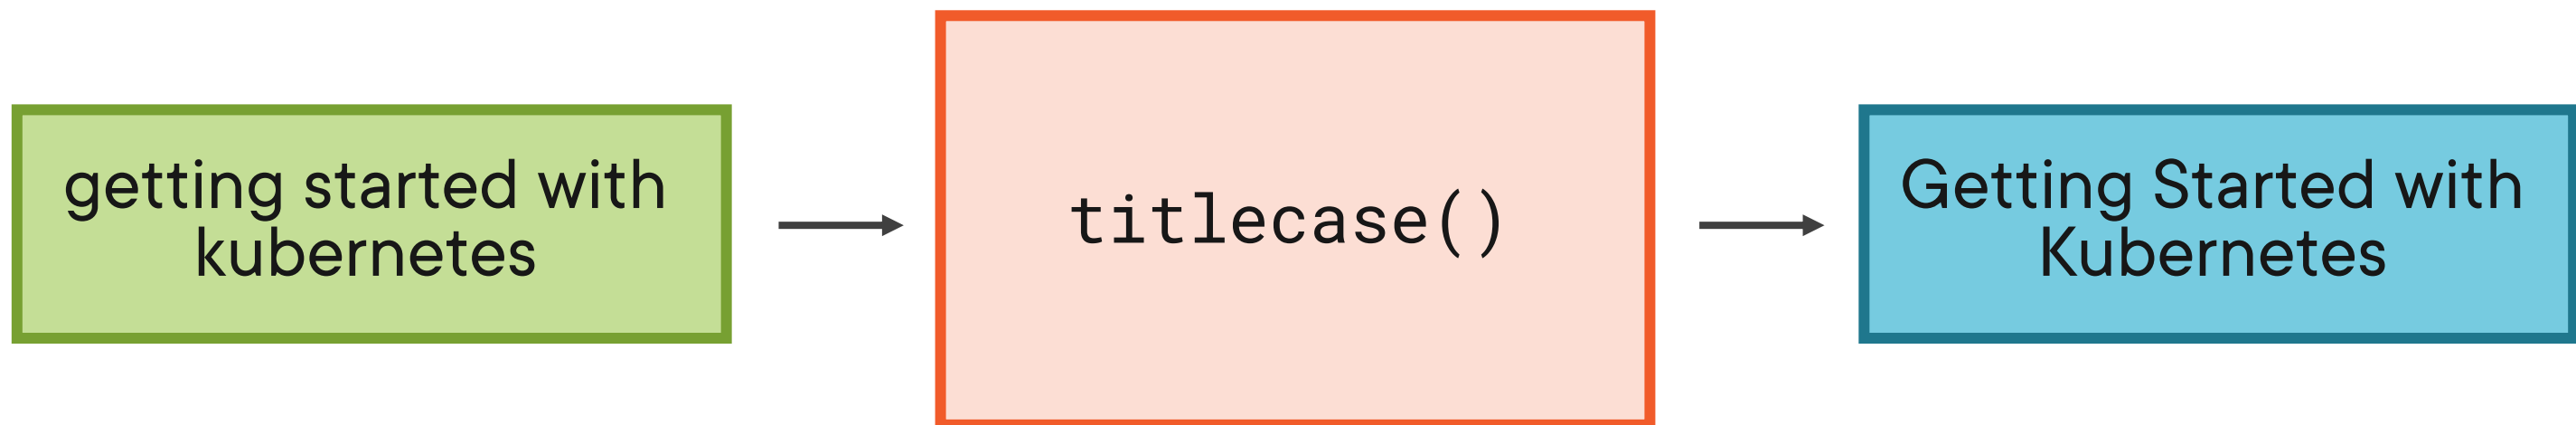 getting started with
kubernetes
titlecase()
Getting Started with
Kubernetes